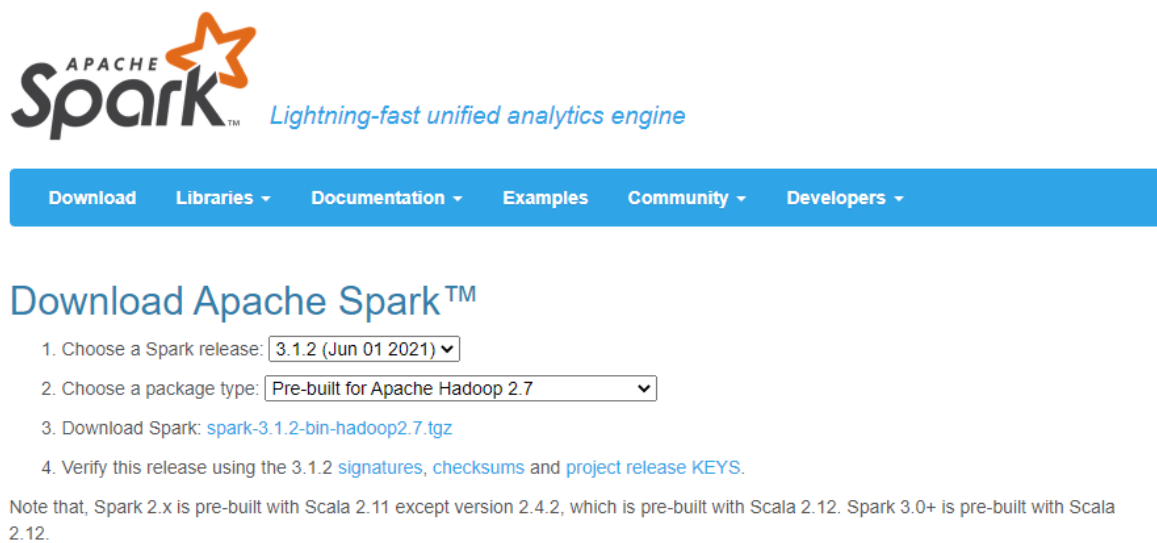 APACHE
Spark™
Lightning-fast unified analytics engine
Download Libraries Documentation Examples Community Developers
Download Apache Spark™
1. Choose a Spark release: 3.1.2 (Jun 01 2021)
2. Choose a package type: Pre-built for Apache Hadoop 2.7
3. Download Spark: spark-3.1.2-bin-hadoop2.7.tgz
4. Verify this release using the 3.1.2 signatures, checksums and project release KEYS.
Note that, Spark 2.x is pre-built with Scala 2.11 except version 2.4.2, which is pre-built with Scala 2.12. Spark 3.0+ is pre-built with Scala
2.12.